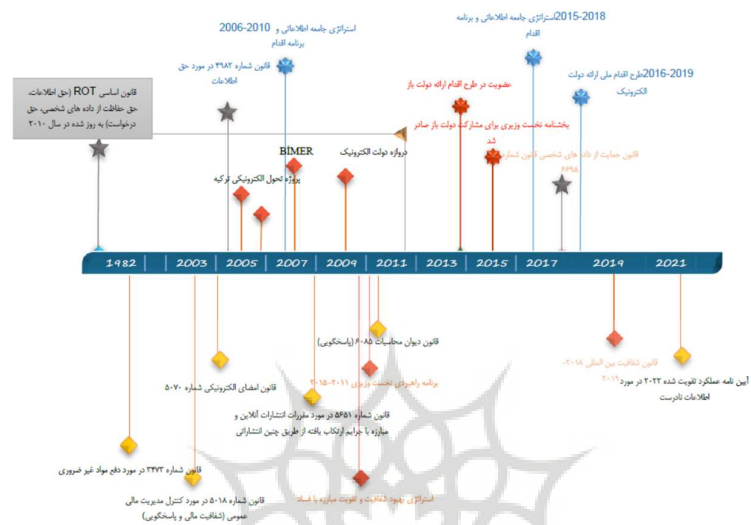 2015-2018استراتژی جامعه اطلاعاتی و برنامه
اقدام
استراتژی جامعه اطلاعاتی و 2010-2006
برنامه اقدام
قانون شماره ۴۹۸۲ در مورد حق
اطلاعات
2016-2019طرح اقدام ملی ارائه دولت
الکترونیک
عضویت در طرح اقدام ارائه دولت باز
قانون اساسی ROT (حق اطلاعات،
حق حفاظت از داده های شخصی، حق
درخواست) به روز شده در سال ۲۰۱۰
بخشنامه نخست وزیری برای مشارکت دولت باز صادر
شد
دروازه دولت الکترونیک
BİMER
قانون حمایت از داده های شخصی قانون شماره
۶۶۹۸
پروژه تحول الکترونیکی ترکیه
1982 2003 2005 2007 2009 2011 2013 2015 2017 2019 2021
قانون دیوان محاسبات ۶۰۸۵ (پاسخگویی)
قانون شفافیت بین المللی ۲۰۱۸-
۲۰۱۹
برنامه راهبردی نخست وزیری ۲۰۱۱-۲۰۱۵
قانون امضای الکترونیکی شماره ۵۰۷۰
آیین نامه عملکرد تقویت شده ۲۰۲۲ در مورد
اطلاعات نادرست
قانون شماره ۵۶۵۱ در مورد مقررات انتشارات آنلاین و
مبارزه با جرایم ارتکاب یافته از طریق چنین انتشاراتی
قانون شماره ۳۴۷۳ در مورد دفع مواد غیر ضروری
قانون شماره ۵۰۱۸ در مورد کنترل مدیریت مالی
عمومی (شفافیت مالی و پاسخگویی)
استراتژی بهبود شفافیت و تقویت مبارزه با فساد